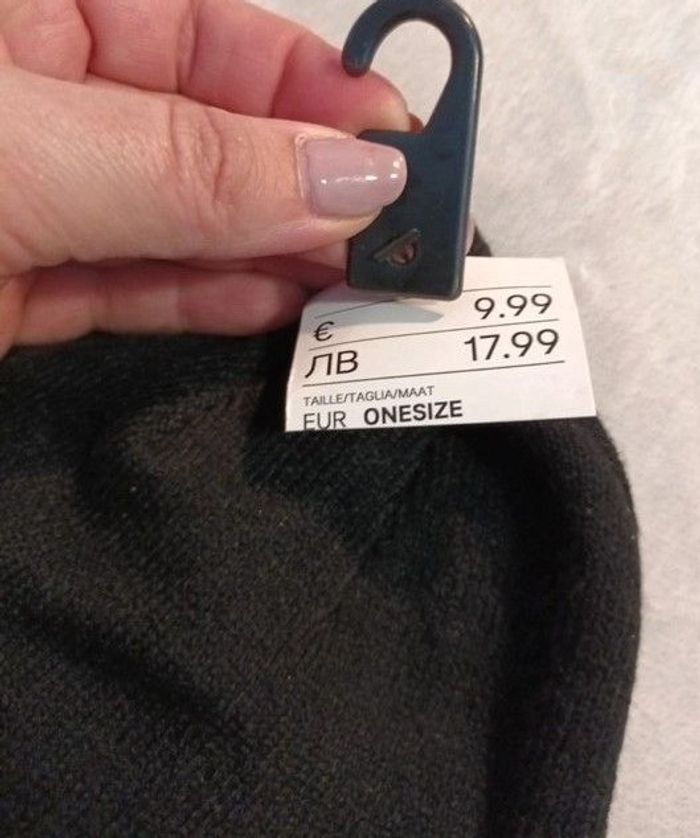 € 9.99
ЛВ 17.99
TAILLE/TAGLIA/MAAT
EUR ONESIZE